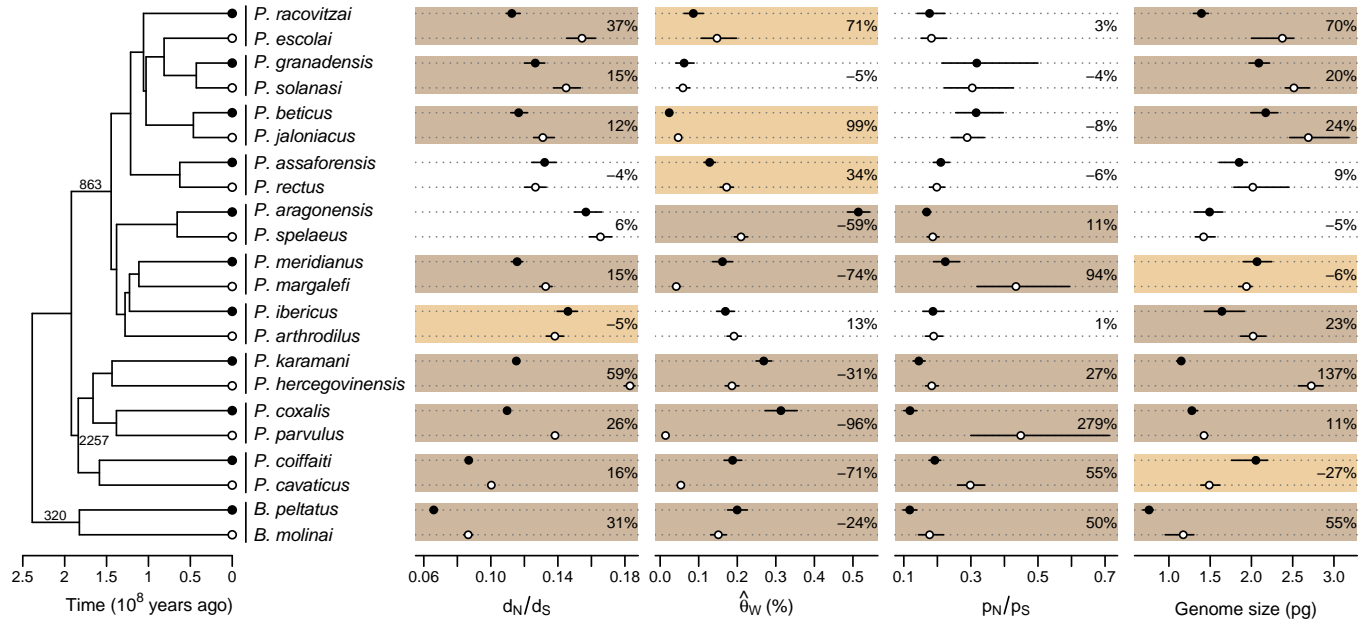 P. racovitzai 3%
37% 71% 70%
P. escolai
P. granadensis
15% −5% −4% 20%
P. solanasi
P. beticus
12% 99% −8% 24%
P. jaloniacus
P. assaforensis
−4% 34% −6% 9%
863 P. rectus
P. aragonensis
6% −59% 11% −5%
P. spelaeus
P. meridianus
15% −74% 94% −6%
P. margalefi
P. ibericus
−5% 13% 1% 23%
P. arthrodilus
P. karamani
59% −31% 27% 137%
P. hercegovinensis
P. coxalis
26% −96% 279% 11%
2257 P. parvulus
P. coiffaiti
16% −71% 55% −27%
P. cavaticus
B. peltatus
320 31% −24% 50% 55%
B. molinai
2.5 2 1.5 1 0.5 0 0.06 0.10 0.14 0.18 0.0 0.1 0.2 0.3 0.4 0.5 0.1 0.3 0.5 0.7 1.0 1.5 2.0 2.5 3.0
Time (10⁸ years ago) dN/dS θ̂W (%) pN/pS Genome size (pg)